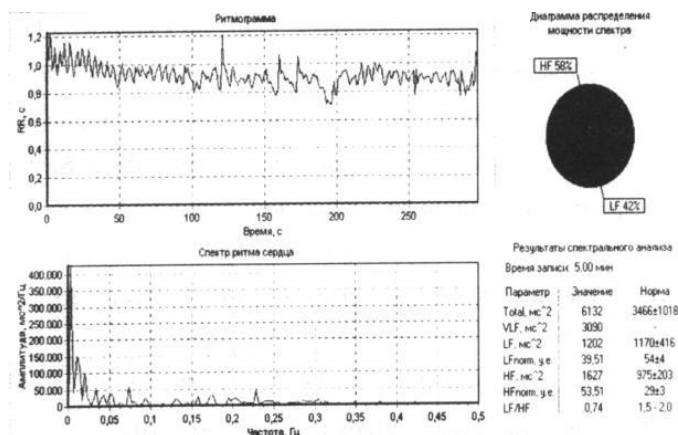 Ритмограмма
1,2
1,0
0,8
0,6
0,4
0,2
0,0
RR, с
0
50
100
150
200
250
Время, с
Диаграмма распределения
мощности спектра
HF 58%
LF 42%
Спектр ритма сердца
400.000
350.000
300.000
250.000
200.000
150.000
100.000
50.000
0
Амплитуда, мс^2/Гц
0
0,05
0,1
0,15
0,2
0,25
0,3
0,35
0,4
0,45
0,5
Частота, Гц
Результаты спектрального анализа
Время записи: 5.00 мин
Параметр Значение Норма
Total, мс^2 6132 3466±1018
VLF, мс^2 3090 -
LF, мс^2 1202 1170±416
LFnorm, у.е. 39,51 54±4
HF, мс^2 1627 975±203
HFnorm, у.е. 53,51 29±3
LF/HF 0,74 1,5 - 2,0